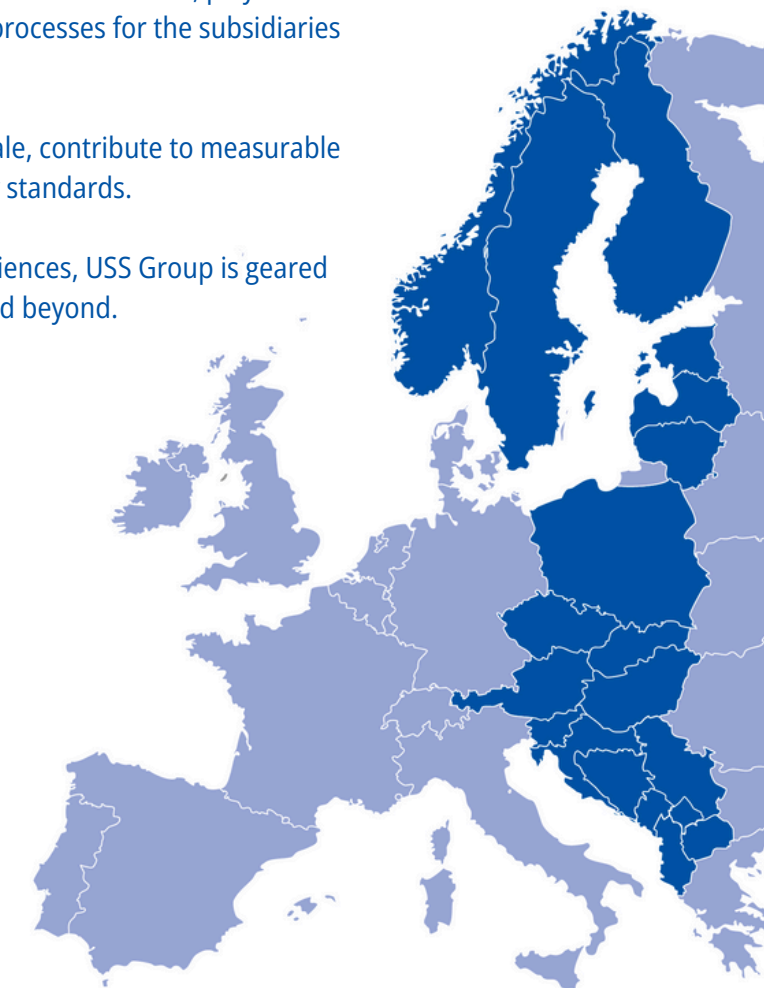 processes for the subsidiaries
ale, contribute to measurable
standards.
iences, USS Group is geared
d beyond.